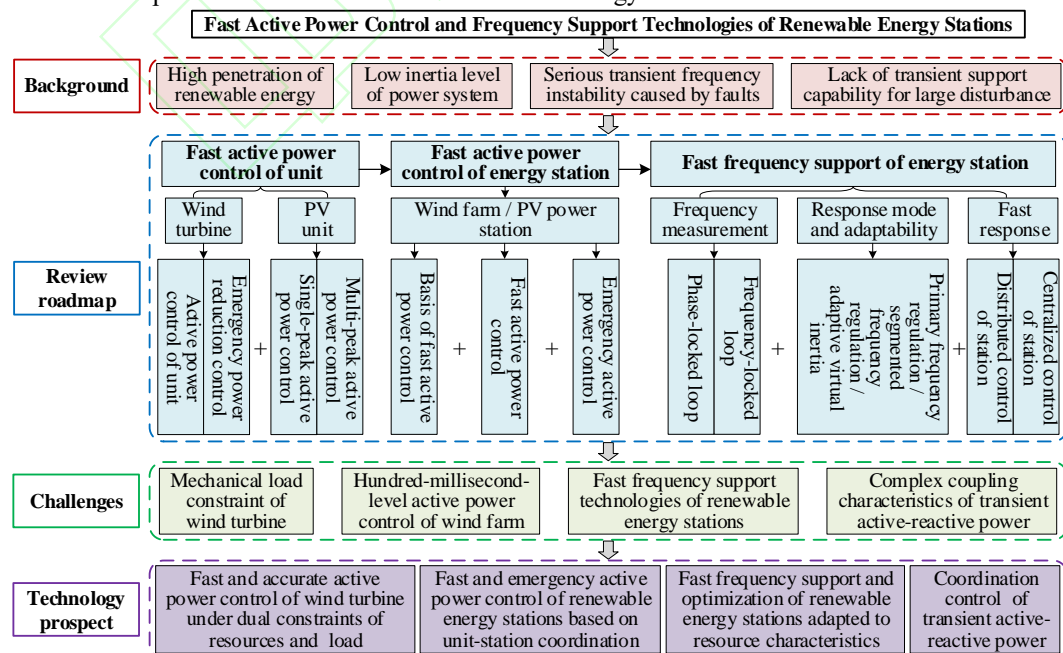 Fast Active Power Control and Frequency Support Technologies of Renewable Energy Stations
Background
High penetration of
renewable energy
Low inertia level
of power system
Serious transient frequency
instability caused by faults
Lack of transient support
capability for large disturbance
Review
roadmap
Fast active power
control of unit
Fast active power
control of energy station
Fast frequency support of energy station
Wind
turbine
PV
unit
Wind farm / PV power
station
Frequency
measurement
Response mode
and adaptability
Fast
response
Emergency power
reduction control
Active power
control of unit
+
Multi-peak active
power control
Single-peak active
power control
Basis of fast active
power control
+
Fast active power
control
+
Emergency active
power control
Frequency-locked
loop
Phase-locked loop
+
Primary frequency
regulation /
segmented
frequency
regulation /
adaptive virtual
inertia
+
Centralized control
of station
Distributed control
of station
Challenges
Mechanical load
constraint of
wind turbine
Hundred-millisecond-
level active power
control of wind farm
Fast frequency support
technologies of renewable
energy stations
Complex coupling
characteristics of transient
active-reactive power
Technology
prospect
Fast and accurate active
power control of wind turbine
under dual constraints of
resources and load
Fast and emergency active
power control of renewable
energy stations based on
unit-station coordination
Fast frequency support and
optimization of renewable
energy stations adapted to
resource characteristics
Coordination
control of
transient active-
reactive power